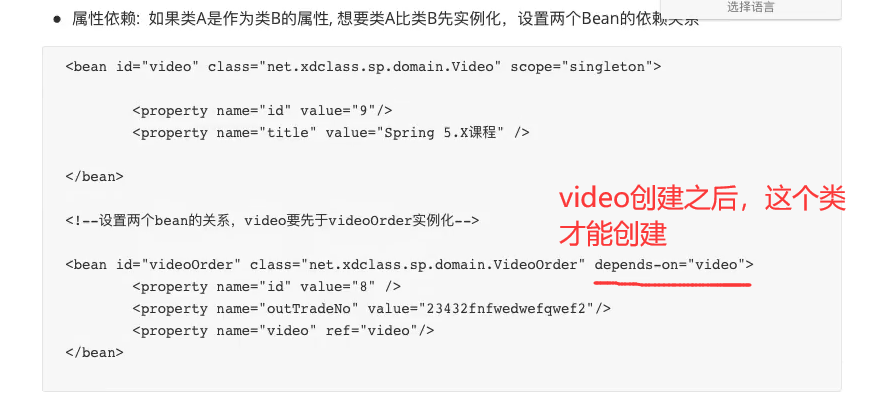 选择语言
● 属性依赖: 如果类A是作为类B的属性, 想要类A比类B先实例化，设置两个Bean的依赖关系
<bean id="video" class="net.xdclass.sp.domain.Video" scope="singleton">
<property name="id" value="9"/>
<property name="title" value="Spring 5.X课程" />
</bean>
video创建之后，这个类
才能创建
<!--设置两个bean的关系，video要先于videoOrder实例化-->
<bean id="videoOrder" class="net.xdclass.sp.domain.VideoOrder" depends-on="video">
<property name="id" value="8" />
<property name="outTradeNo" value="23432fnfwedwefqwef2"/>
<property name="video" ref="video"/>
</bean>